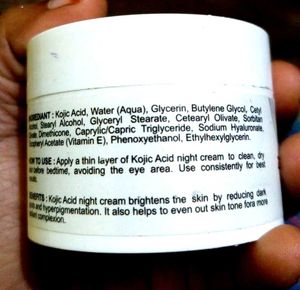 INGREDIANT : Kojic Acid, Water (Aqua), Glycerin, Butylene Glycol, Cetyl
Alcohol, Stearyl Alcohol, Glyceryl Stearate, Cetearyl Olivate, Sorbitan
Olivate, Dimethicone, Caprylic/Capric Triglyceride, Sodium Hyaluronate,
Tocopheryl Acetate (Vitamin E), Phenoxyethanol, Ethylhexylglycerin.
HOW TO USE : Apply a thin layer of Kojic Acid night cream to clean, dry
skin before bedtime, avoiding the eye area. Use consistently for best
results.
BENEFITS : Kojic Acid night cream brightens the skin by reducing dark
and hyperpigmentation. It also helps to even out skin tone fora more
complexion.